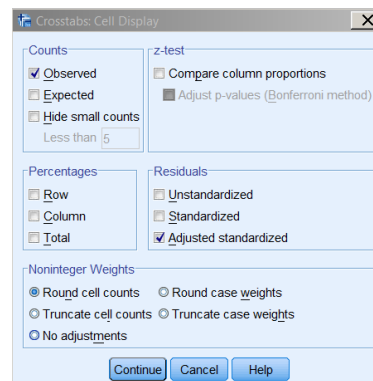 Crosstabs: Cell Display
Counts
Observed
Expected
Hide small counts
Less than 5
z-test
Compare column proportions
Adjust p-values (Bonferroni method)
Percentages
Row
Column
Total
Residuals
Unstandardized
Standardized
Adjusted standardized
Noninteger Weights
Round cell counts Round case weights
Truncate cell counts Truncate case weights
No adjustments
Continue Cancel Help